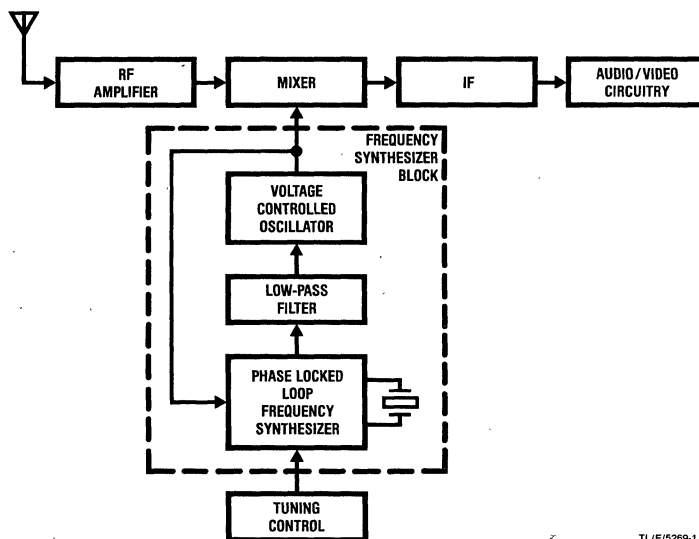 RF
AMPLIFIER
MIXER
IF
AUDIO/VIDEO
CIRCUITRY
FREQUENCY
SYNTHESIZER
BLOCK
VOLTAGE
CONTROLLED
OSCILLATOR
LOW-PASS
FILTER
PHASE LOCKED
LOOP
FREQUENCY
SYNTHESIZER
TUNING
CONTROL
TL/F/5269-1